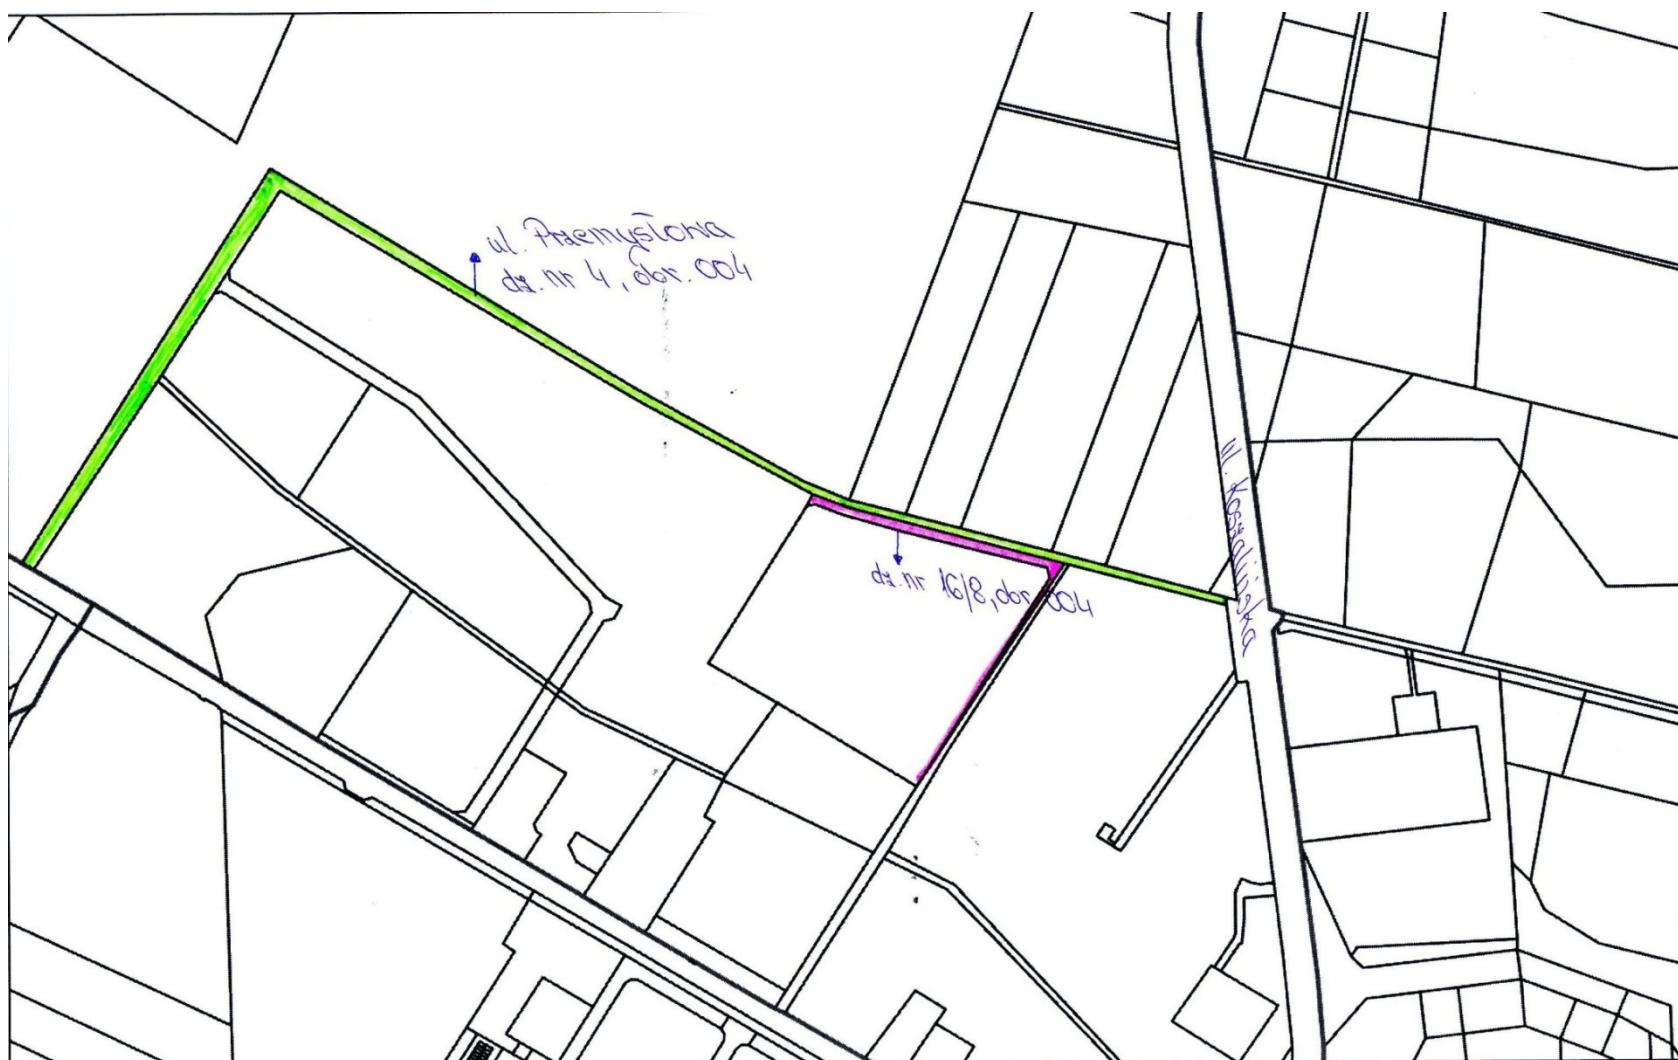 ul. Przemysłowa
dz. nr 4, obr. 004
dz. nr 16/8, obr. 004
ul. Koszalińska